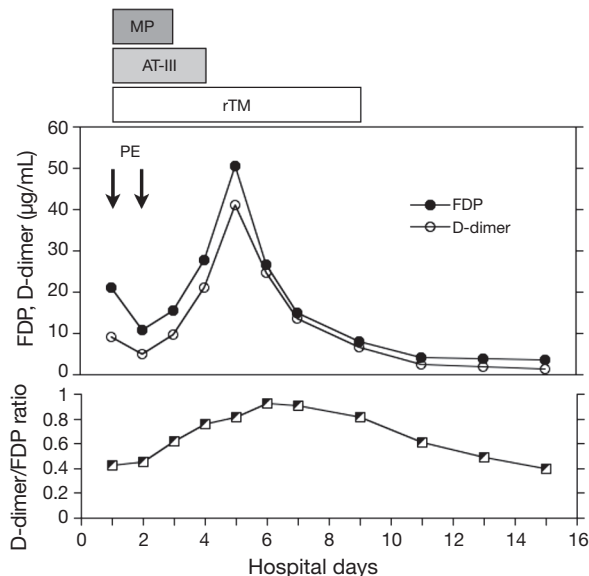 MP
AT-III
rTM
FDP, D-dimer (μg/mL)
60
50
40
30
20
10
0
PE
FDP
D-dimer
D-dimer/FDP ratio
1
0.8
0.6
0.4
0.2
0
0 2 4 6 8 10 12 14 16
Hospital days